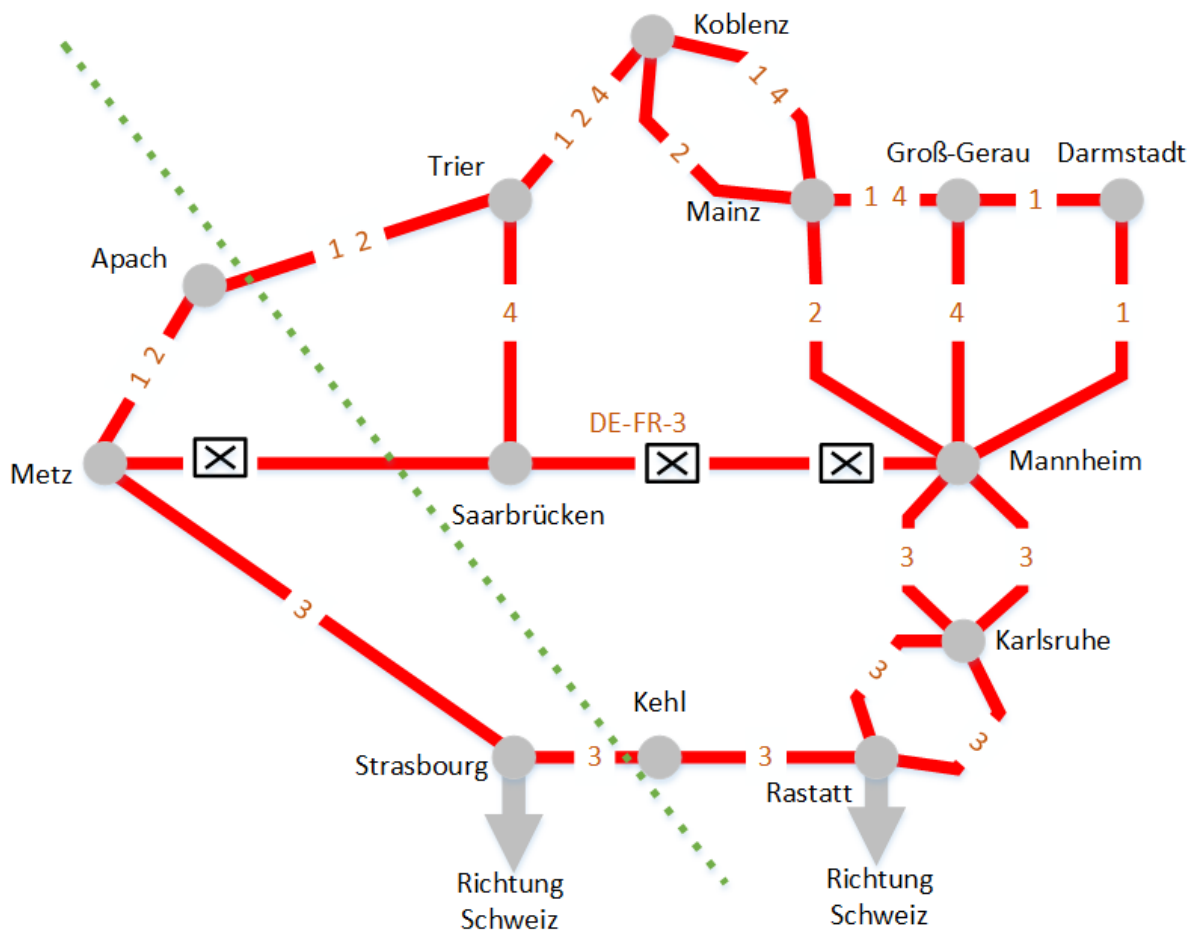 Koblenz
1 4
1 2 4
Groß-Gerau
Darmstadt
Trier
2
Mainz
1 4
1
Apach
1 2
4
2
4
1
1 2
DE-FR-3
Metz
Saarbrücken
Mannheim
3
3
3
Karlsruhe
3
Kehl
3
Strasbourg
3
3
Rastatt
Richtung
Schweiz
Richtung
Schweiz